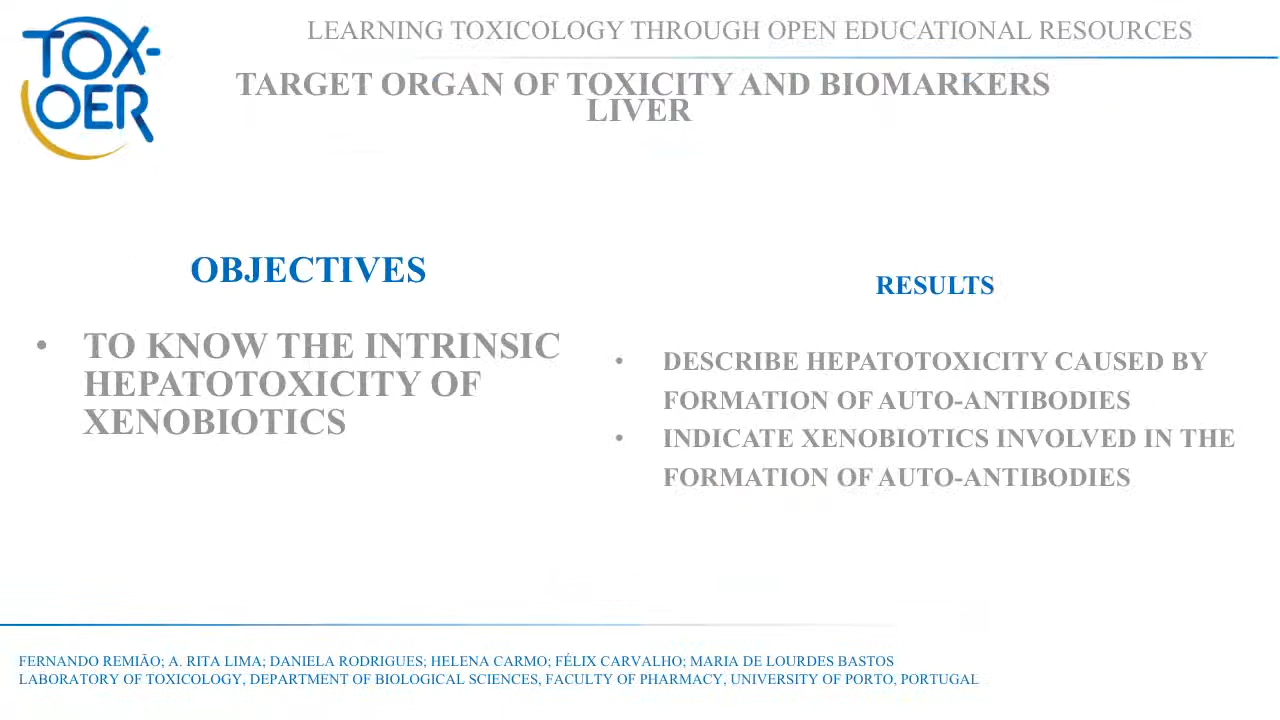 TOX-
OER
LEARNING TOXICOLOGY THROUGH OPEN EDUCATIONAL RESOURCES
TARGET ORGAN OF TOXICITY AND BIOMARKERS
LIVER
OBJECTIVES
• TO KNOW THE INTRINSIC
HEPATOTOXICITY OF
XENOBIOTICS
RESULTS
• DESCRIBE HEPATOTOXICITY CAUSED BY
FORMATION OF AUTO-ANTIBODIES
• INDICATE XENOBIOTICS INVOLVED IN THE
FORMATION OF AUTO-ANTIBODIES
FERNANDO REMIÃO; A. RITA LIMA; DANIELA RODRIGUES; HELENA CARMO; FÉLIX CARVALHO; MARIA DE LOURDES BASTOS
LABORATORY OF TOXICOLOGY, DEPARTMENT OF BIOLOGICAL SCIENCES, FACULTY OF PHARMACY, UNIVERSITY OF PORTO, PORTUGAL